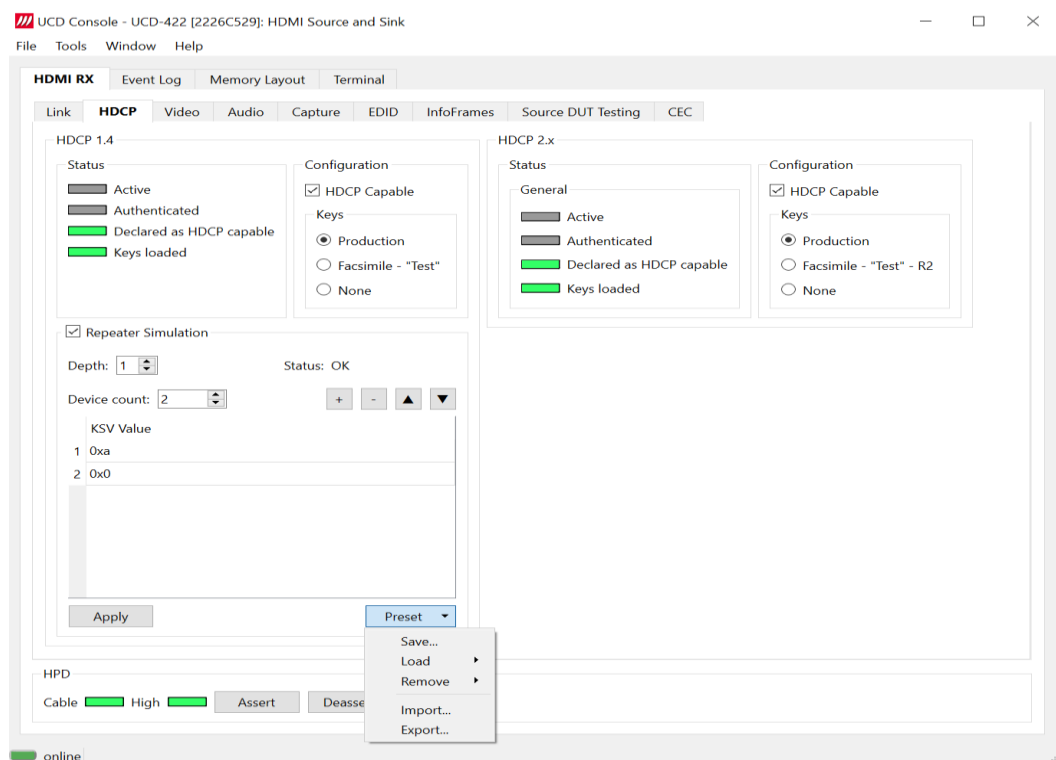 UCD Console - UCD-422 [2226C529]: HDMI Source and Sink
File Tools Window Help
HDMI RX Event Log Memory Layout Terminal
Link HDCP Video Audio Capture EDID InfoFrames Source DUT Testing CEC
HDCP 1.4
Status
Active
Authenticated
Declared as HDCP capable
Keys loaded
Configuration
HDCP Capable
Keys
Production
Facsimile - "Test"
None
Repeater Simulation
Depth: 1 Status: OK
Device count: 2 + -
KSV Value
1 0xa
2 0x0
Apply Preset
Save...
Load
Remove
Import...
Export...
HDCP 2.x
Status
General
Active
Authenticated
Declared as HDCP capable
Keys loaded
Configuration
HDCP Capable
Keys
Production
Facsimile - "Test" - R2
None
HPD
Cable High Assert Deasse
online